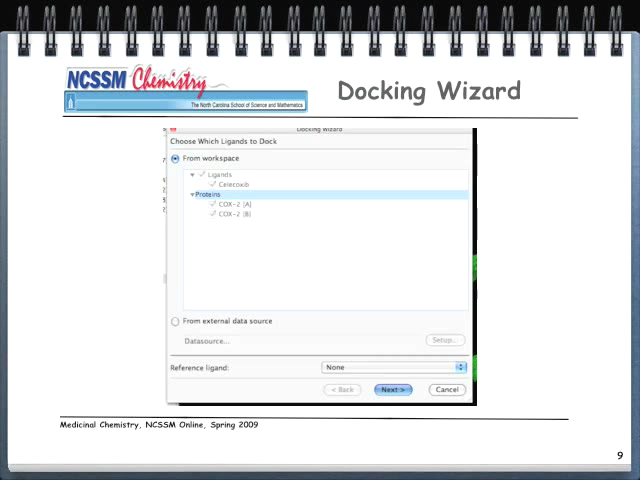 NCSSM Chemistry
The North Carolina School of Science and Mathematics
Docking Wizard
Docking Wizard
Choose Which Ligands to Dock
From workspace
Ligands
Celecoxib
Proteins
COX-2 [A]
COX-2 [B]
From external data source
Datasource...
Setup...
Reference ligand:
None
< Back
Next >
Cancel
Medicinal Chemistry, NCSSM Online, Spring 2009
9